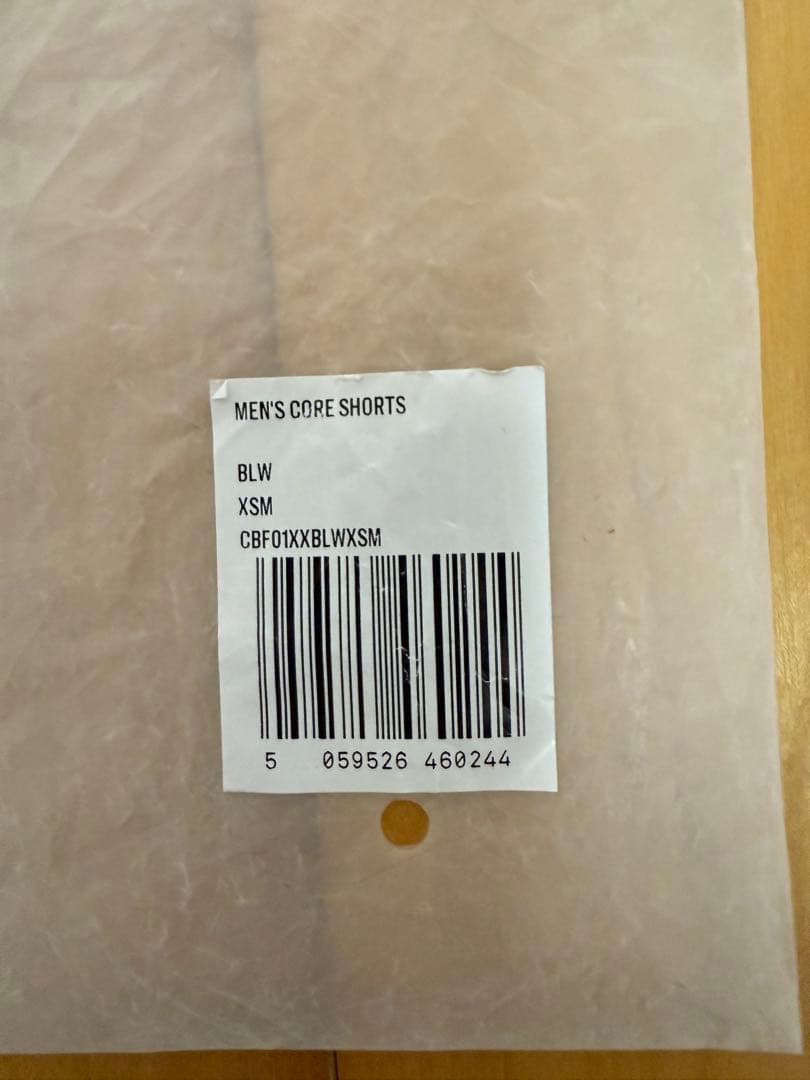 MEN'S CORE SHORTS
BLW
XSM
CBF01XXBLWXSM
5 059526 460244